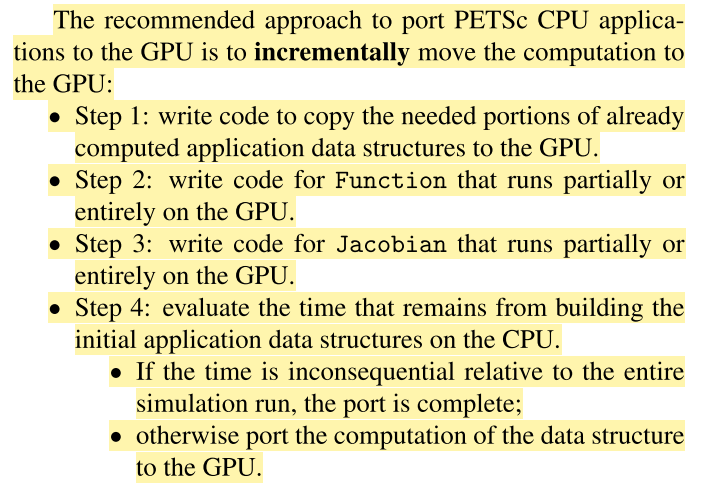 The recommended approach to port PETSc CPU applica-
tions to the GPU is to incrementally move the computation to
the GPU:
• Step 1: write code to copy the needed portions of already
computed application data structures to the GPU.
• Step 2: write code for Function that runs partially or
entirely on the GPU.
• Step 3: write code for Jacobian that runs partially or
entirely on the GPU.
• Step 4: evaluate the time that remains from building the
initial application data structures on the CPU.
• If the time is inconsequential relative to the entire
simulation run, the port is complete;
• otherwise port the computation of the data structure
to the GPU.